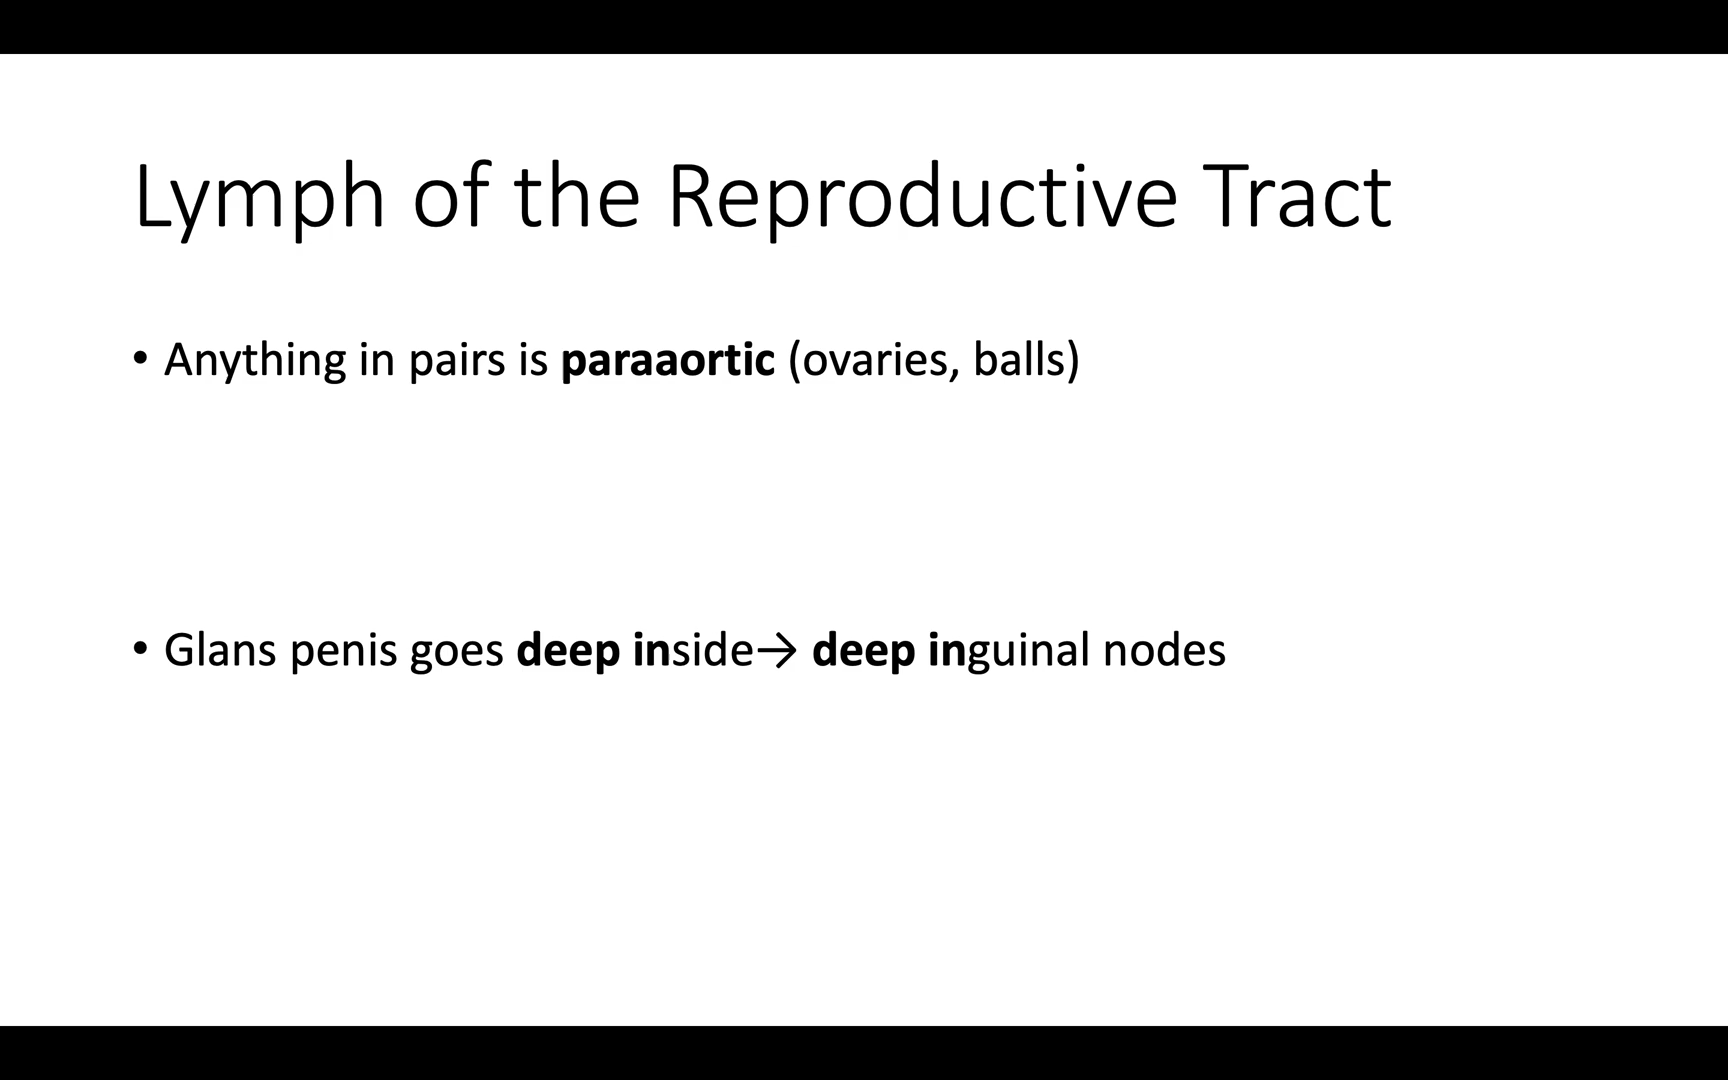 Lymph of the Reproductive Tract
• Anything in pairs is paraaortic (ovaries, balls)
• Glans penis goes deep inside→ deep inguinal nodes